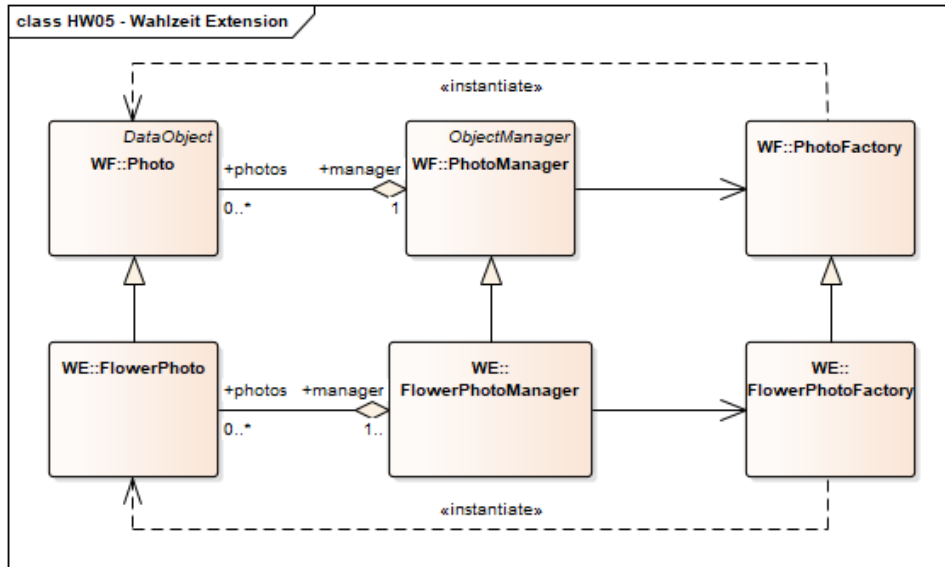 class HW05 - Wahlzeit Extension
«instantiate»
DataObject
WF::Photo
+photos
0..*
+manager
1
ObjectManager
WF::PhotoManager
WF::PhotoFactory
WE::FlowerPhoto
+photos
0..*
+manager
1..
WE::
FlowerPhotoManager
WE::
FlowerPhotoFactory
«instantiate»